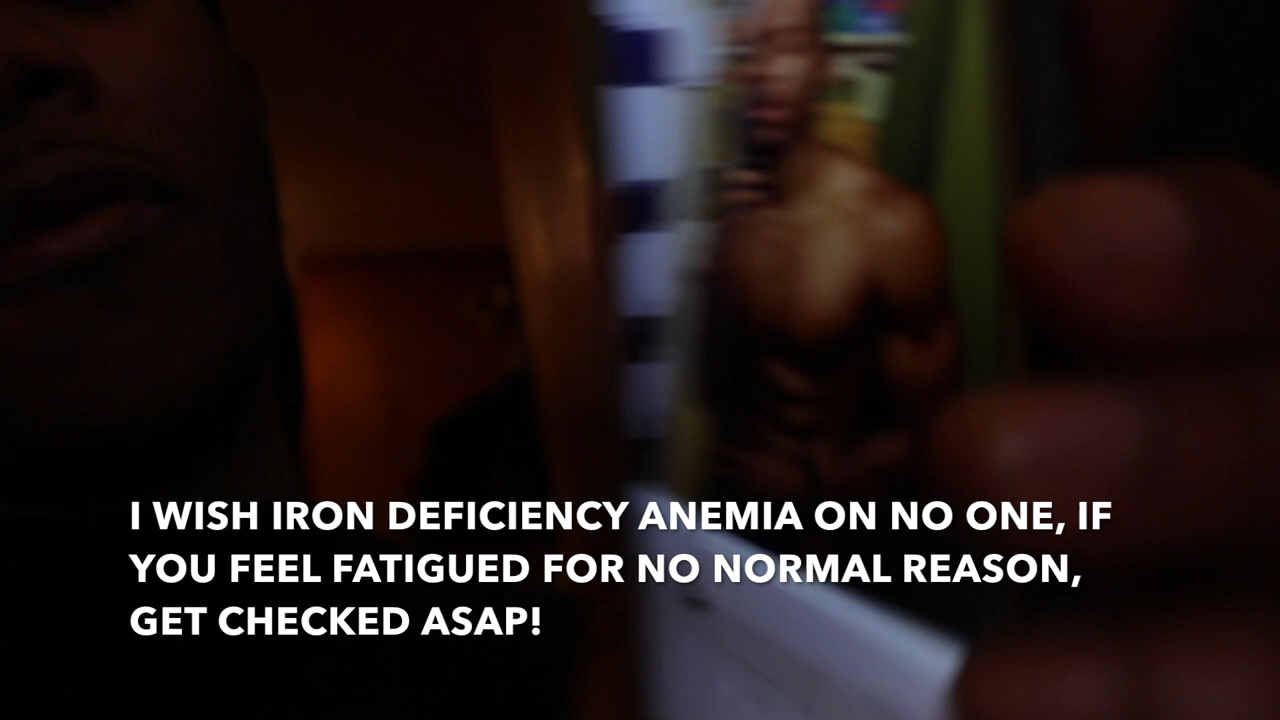 I WISH IRON DEFICIENCY ANEMIA ON NO ONE, IF
YOU FEEL FATIGUED FOR NO NORMAL REASON,
GET CHECKED ASAP!